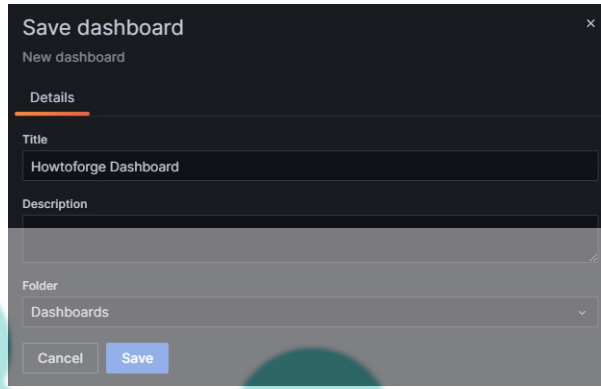 Save dashboard
New dashboard
Details
Title
Howtoforge Dashboard
Description
Folder
Dashboards
Cancel Save